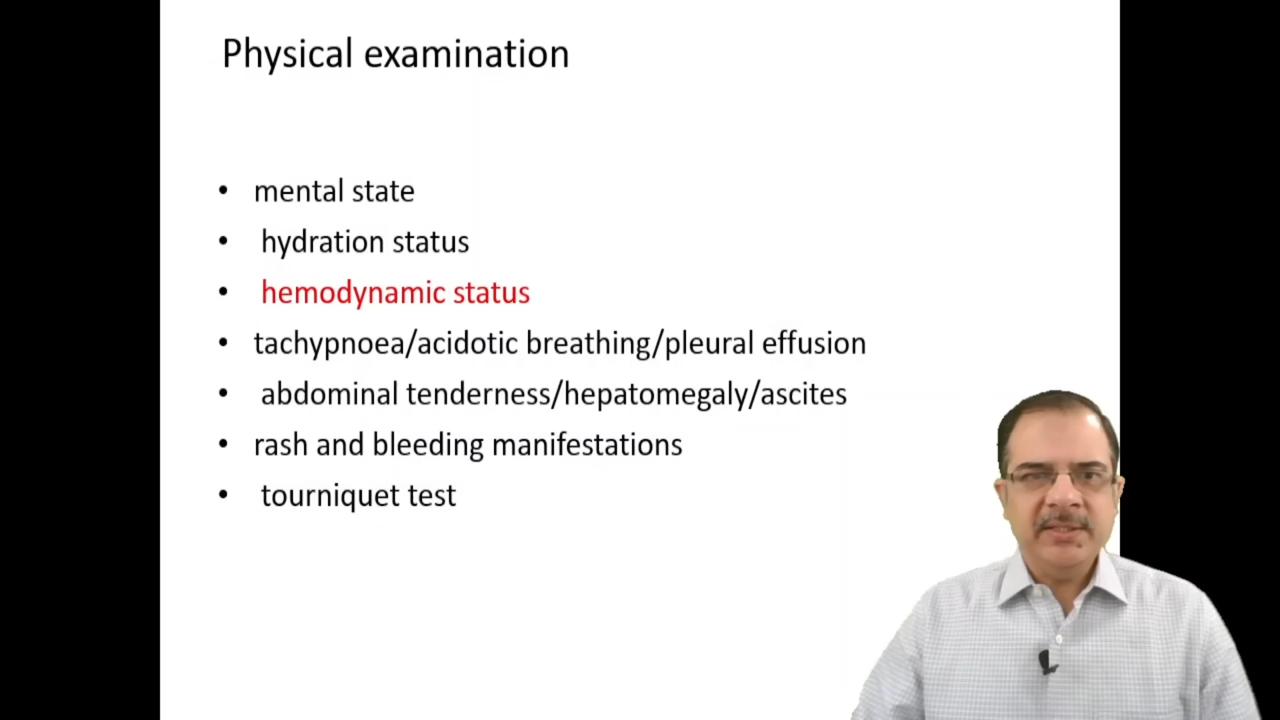 Physical examination
• mental state
• hydration status
• hemodynamic status
• tachypnoea/acidotic breathing/pleural effusion
• abdominal tenderness/hepatomegaly/ascites
• rash and bleeding manifestations
• tourniquet test